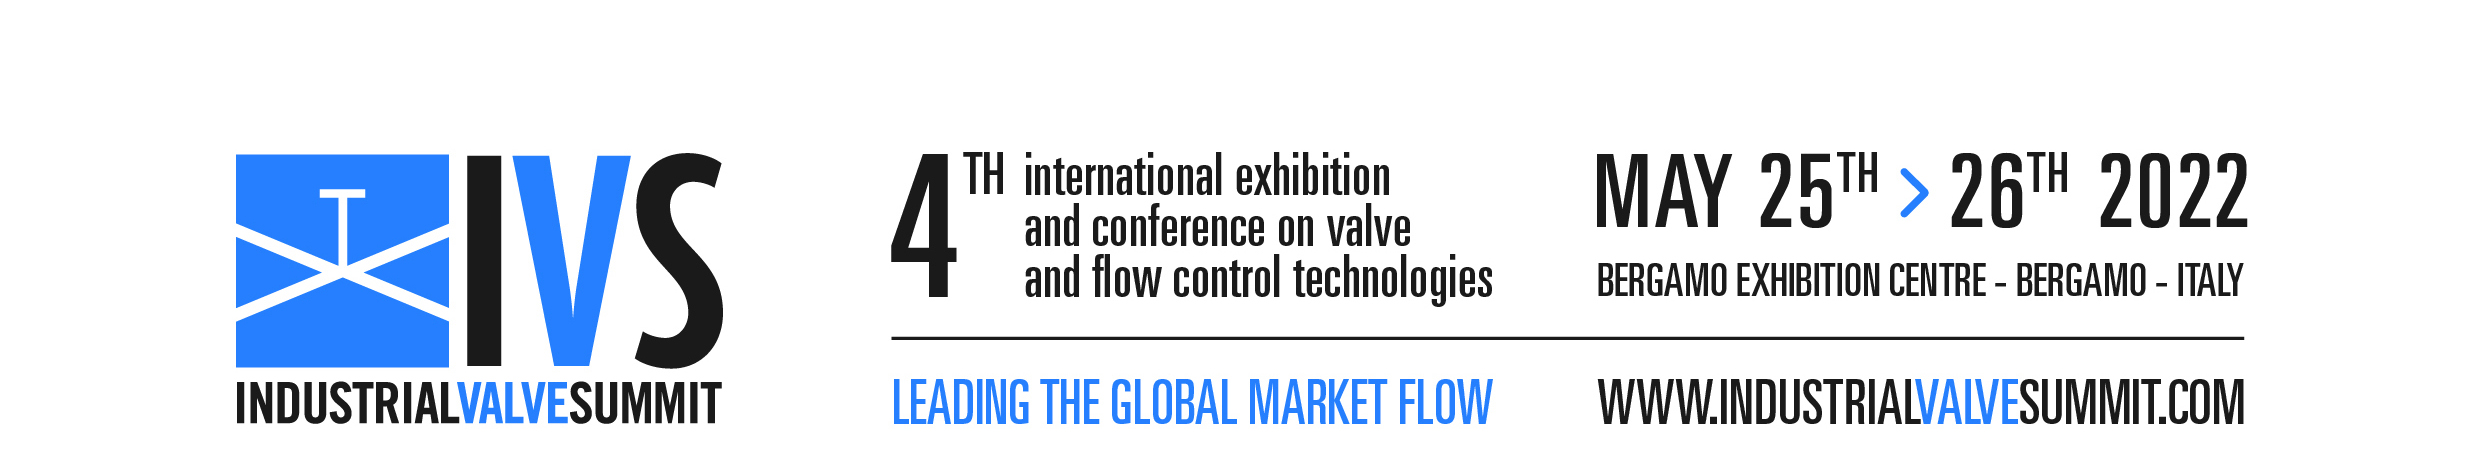 IVS
INDUSTRIALVALVESUMMIT
4TH international exhibition
and conference on valve
and flow control technologies
LEADING THE GLOBAL MARKET FLOW
MAY 25TH > 26TH 2022
BERGAMO EXHIBITION CENTRE - BERGAMO - ITALY
WWW.INDUSTRIALVALVESUMMIT.COM